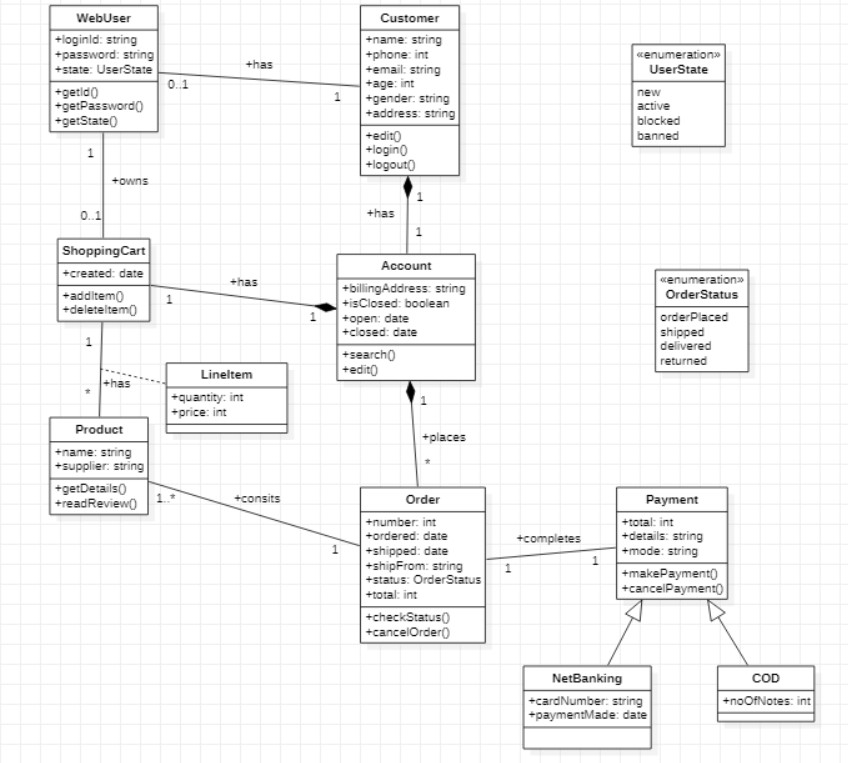 WebUser
+loginId: string
+password: string
+state: UserState
+getId()
+getPassword()
+getState()
+has
0..1
1
Customer
+name: string
+phone: int
+email: string
+age: int
+gender: string
+address: string
+edit()
+login()
+logout()
«enumeration»
UserState
new
active
blocked
banned
1
+owns
0..1
1
+has
1
ShoppingCart
+created: date
+addItem()
+deleteItem()
+has
1
1
Account
+billingAddress: string
+isClosed: boolean
+open: date
+closed: date
+search()
+edit()
«enumeration»
OrderStatus
orderPlaced
shipped
delivered
returned
1
+has
*
LineItem
+quantity: int
+price: int
1
+places
*
Product
+name: string
+supplier: string
+getDetails()
+readReview()
1..*
+consits
1
Order
+number: int
+ordered: date
+shipped: date
+shipFrom: string
+status: OrderStatus
+total: int
+checkStatus()
+cancelOrder()
+completes
1
1
Payment
+total: int
+details: string
+mode: string
+makePayment()
+cancelPayment()
NetBanking
+cardNumber: string
+paymentMade: date
COD
+noOfNotes: int